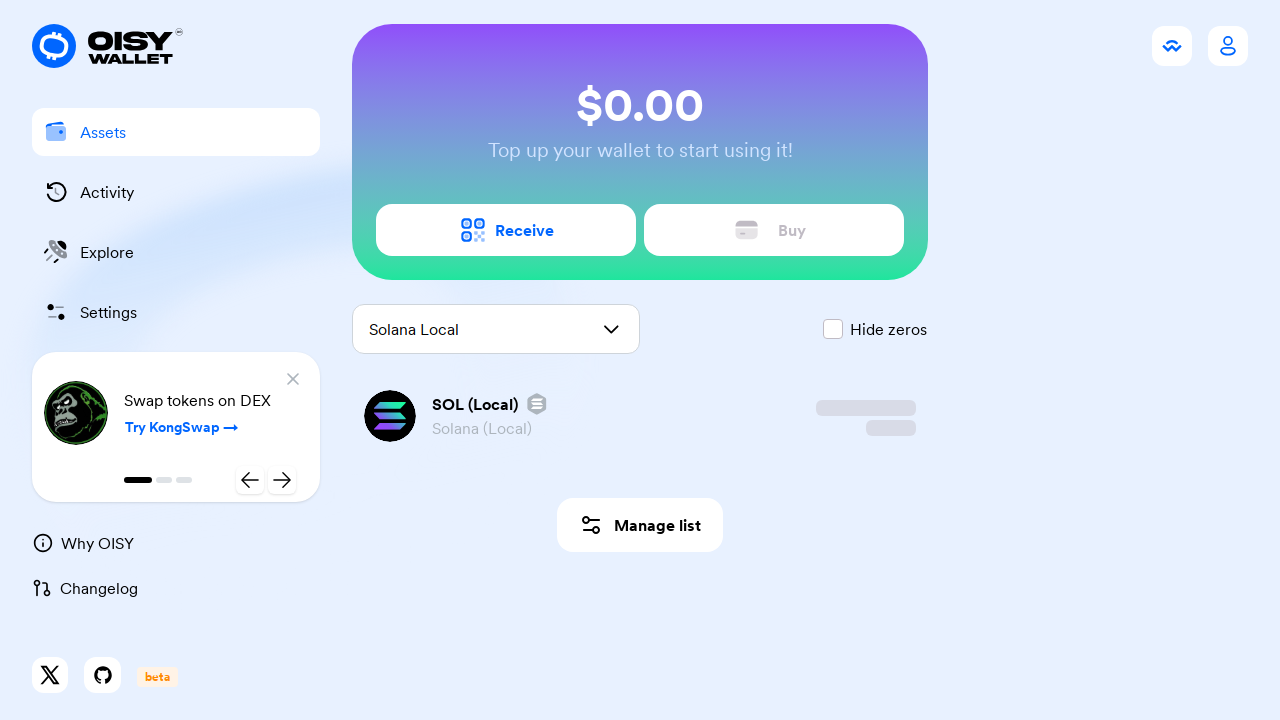 OISY
WALLET
Assets
Activity
Explore
Settings
Swap tokens on DEX
Try KongSwap →
Why OISY
Changelog
beta
$0.00
Top up your wallet to start using it!
Receive
Buy
Solana Local
Hide zeros
SOL (Local)
Solana (Local)
Manage list